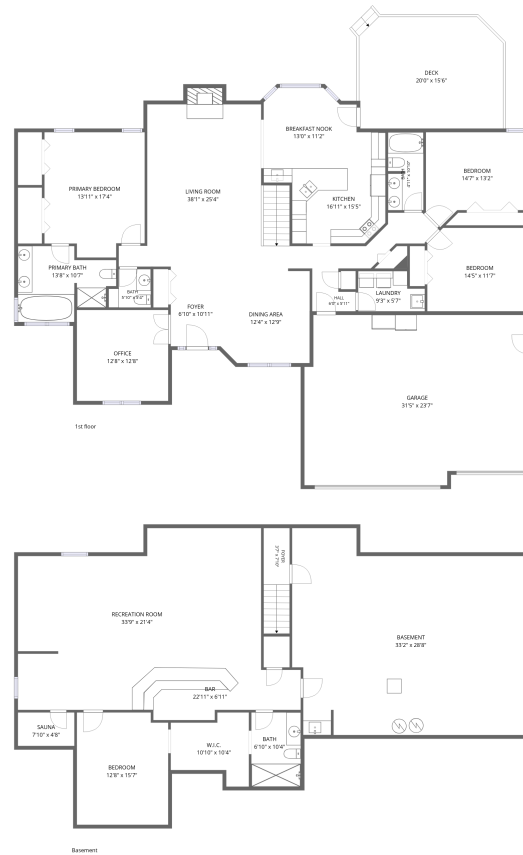 DECK
20'0" x 15'6"
BREAKFAST NOOK
13'0" x 11'2"
BEDROOM
14'7" x 13'2"
PRIMARY BEDROOM
13'11" x 17'4"
LIVING ROOM
38'1" x 25'4"
KITCHEN
16'11" x 15'5"
PRIMARY BATH
13'8" x 10'7"
BEDROOM
14'5" x 11'7"
BATH
LAUNDRY
9'3" x 5'7"
HALL
FOYER
6'10" x 10'11"
DINING AREA
12'4" x 12'9"
OFFICE
12'8" x 12'8"
GARAGE
31'5" x 23'7"
1st floor
RECREATION ROOM
33'9" x 21'4"
BASEMENT
33'2" x 28'8"
BAR
22'11" x 6'11"
SAUNA
7'10" x 4'8"
W.I.C.
10'10" x 10'4"
BATH
6'10" x 10'4"
BEDROOM
12'8" x 15'7"
Basement